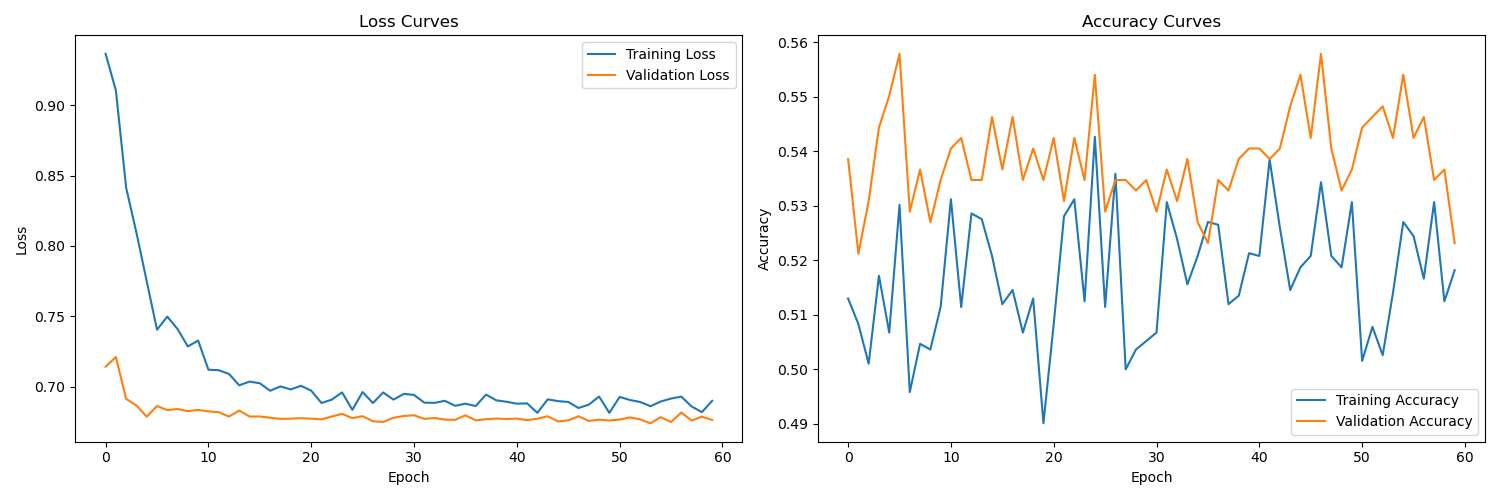 Loss Curves
Training Loss
Validation Loss
0.90
0.85
0.80
0.75
0.70
Loss
0 10 20 30 40 50 60
Epoch
Accuracy Curves
0.56
0.55
0.54
0.53
0.52
0.51
0.50
0.49
Accuracy
Training Accuracy
Validation Accuracy
0 10 20 30 40 50 60
Epoch